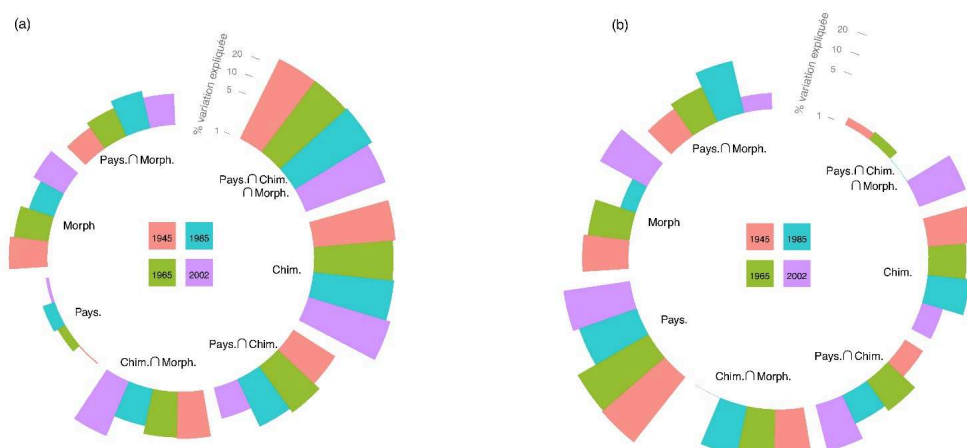 (a)
% variation expliquée
20
10
5
1
Pays.∩Morph.
Pays.∩Chim.
∩Morph.
Morph
1945
1985
1965
2002
Chim.
Pays.
Pays.∩Chim.
Chim.∩Morph.
(b)
% variation expliquée
20
10
5
1
Pays.∩Morph.
Pays.∩Chim.
∩Morph.
Morph
1945
1985
1965
2002
Chim.
Pays.
Pays.∩Chim.
Chim.∩Morph.